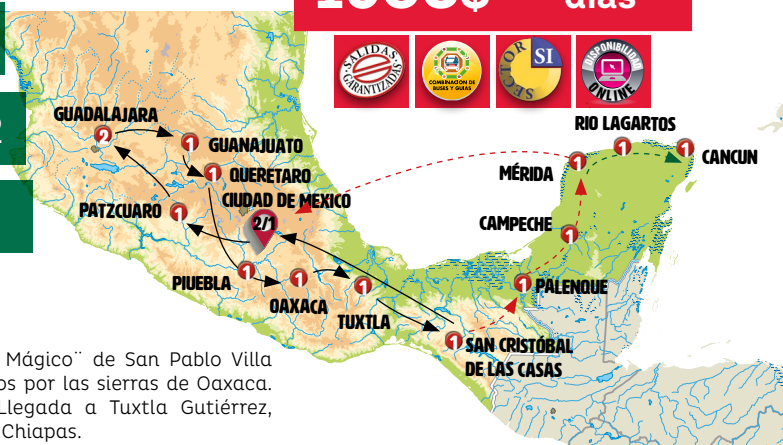 días
SALIDAS
GARANTIZADAS
COMBINACIÓN DE
BUSES Y GUÍAS
SECTOR
SI
DISPONIBILIDAD
ONLINE
GUADALAJARA
2
1
GUANAJUATO
1
QUERETARO
CIUDAD DE MEXICO
2/1
PATZCUARO
1
PIUEBLA
1
OAXACA
1
TUXTLA
1
RIO LAGARTOS
1
1
CANCUN
MÉRIDA
1
CAMPECHE
1
1
PALENQUE
1
SAN CRISTÓBAL
DE LAS CASAS
Mágico¨ de San Pablo Villa
os por las sierras de Oaxaca.
Llegada a Tuxtla Gutiérrez,
Chiapas.